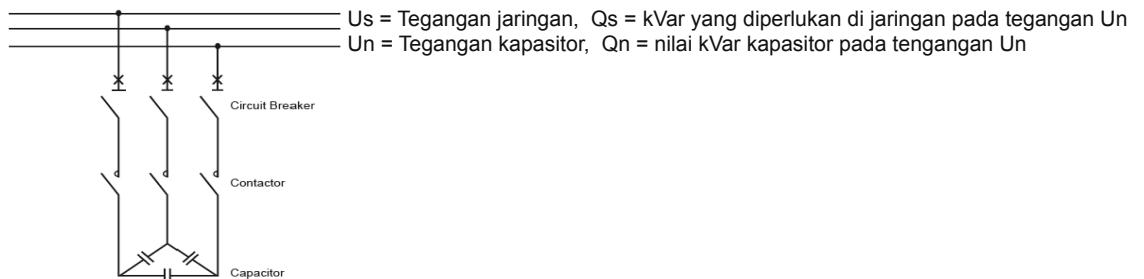 Us = Tegangan jaringan, Qs = kVar yang diperlukan di jaringan pada tegangan Un
Un = Tegangan kapasitor, Qn = nilai kVar kapasitor pada tengangan Un
Circuit Breaker
Contactor
Capacitor